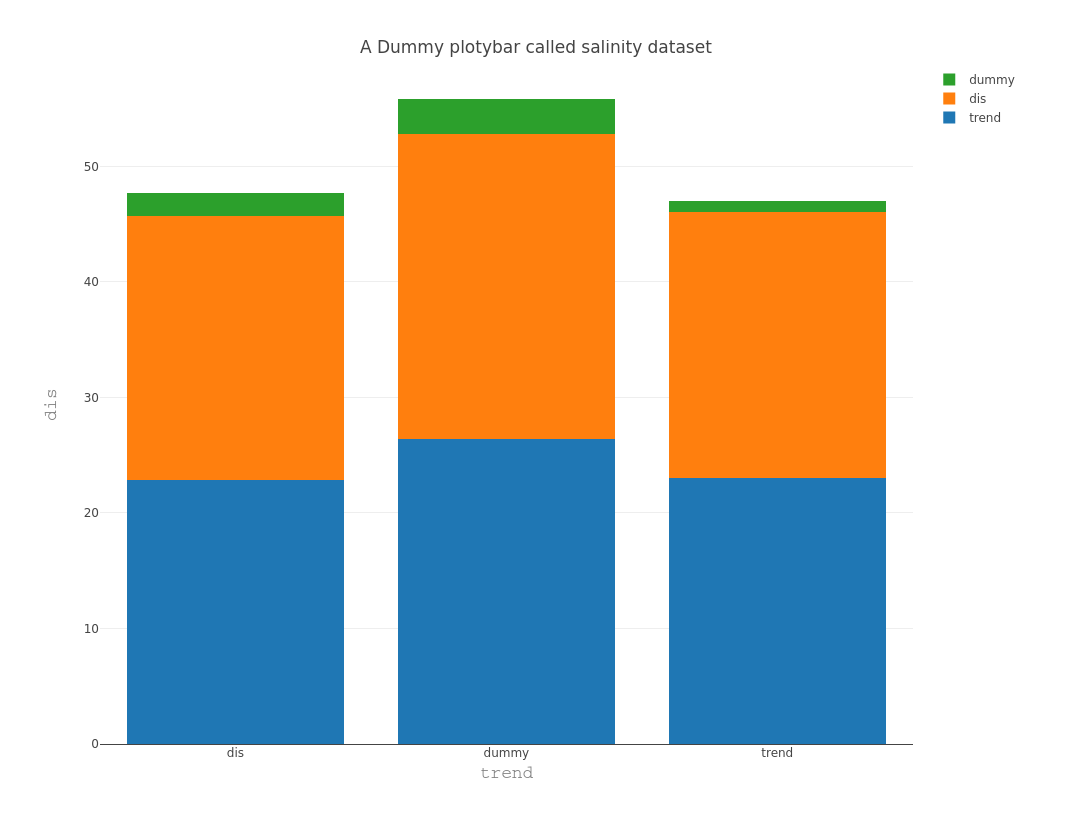 A Dummy plotybar called salinity dataset
dummy
dis
trend
50
40
30
20
10
0
dis
dis dummy trend
trend